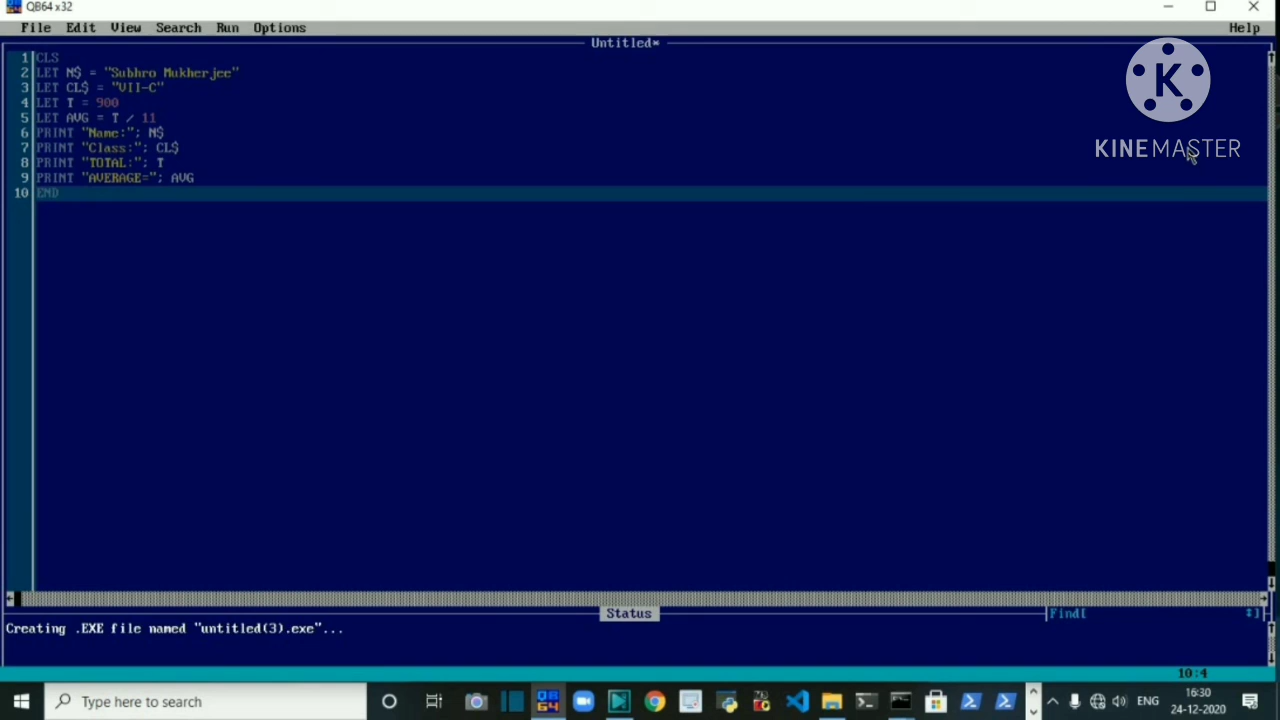 QB64 x32
File Edit View Search Run Options Help
Untitled*
1 CLS
2 LET N$ = "Subhro Mukherjee"
3 LET CL$ = "VII-C"
4 LET T = 900
5 LET AVG = T / 11
6 PRINT "Name:"; N$
7 PRINT "Class:"; CL$
8 PRINT "TOTAL:"; T
9 PRINT "AVERAGE="; AVG
10 END
K
KINEMASTER
Status
Find[ ]
Creating .EXE file named "untitled(3).exe"...
10:4
Type here to search
QB
64
ENG
16:30
24-12-2020